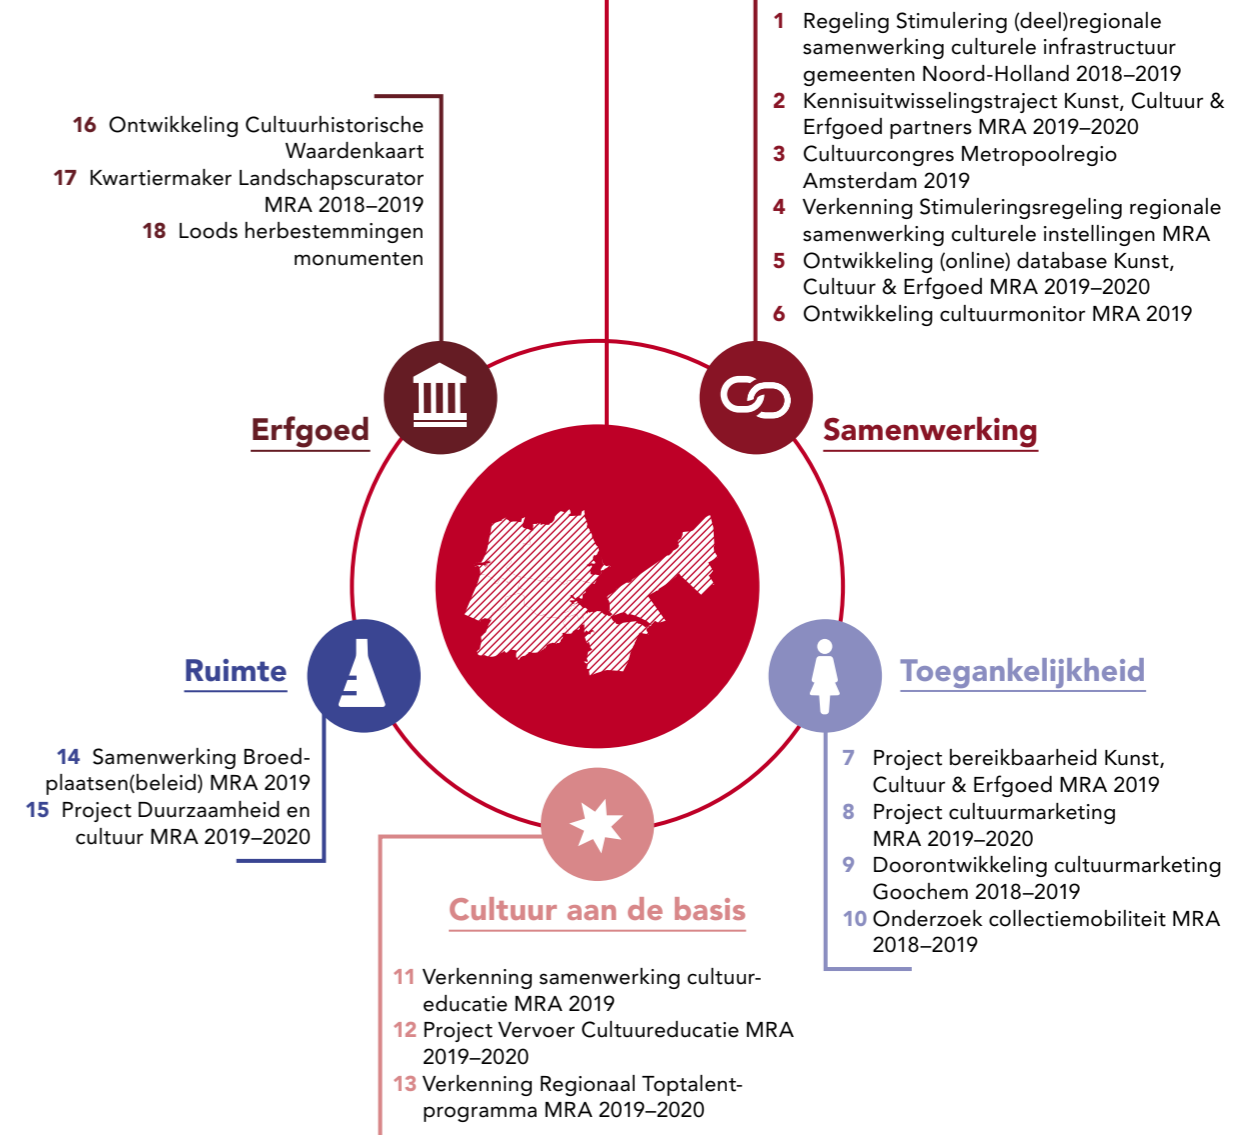 1 Regeling Stimulering (deel)regionale
samenwerking culturele infrastructuur
gemeenten Noord-Holland 2018–2019
2 Kennisuitwisselingstraject Kunst, Cultuur &
Erfgoed partners MRA 2019–2020
3 Cultuurcongres Metropoolregio
Amsterdam 2019
4 Verkenning Stimuleringsregeling regionale
samenwerking culturele instellingen MRA
5 Ontwikkeling (online) database Kunst,
Cultuur & Erfgoed MRA 2019–2020
6 Ontwikkeling cultuurmonitor MRA 2019
Samenwerking
16 Ontwikkeling Cultuurhistorische
Waardenkaart
17 Kwartiermaker Landschapscurator
MRA 2018–2019
18 Loods herbestemmingen
monumenten
Erfgoed
Ruimte
14 Samenwerking Broed-
plaatsen(beleid) MRA 2019
15 Project Duurzaamheid en
cultuur MRA 2019–2020
Toegankelijkheid
7 Project bereikbaarheid Kunst,
Cultuur & Erfgoed MRA 2019
8 Project cultuurmarketing
MRA 2019–2020
9 Doorontwikkeling cultuurmarketing
Goochem 2018–2019
10 Onderzoek collectiemobiliteit MRA
2018–2019
Cultuur aan de basis
11 Verkenning samenwerking cultuur-
educatie MRA 2019
12 Project Vervoer Cultuureducatie MRA
2019–2020
13 Verkenning Regionaal Toptalent-
programma MRA 2019–2020